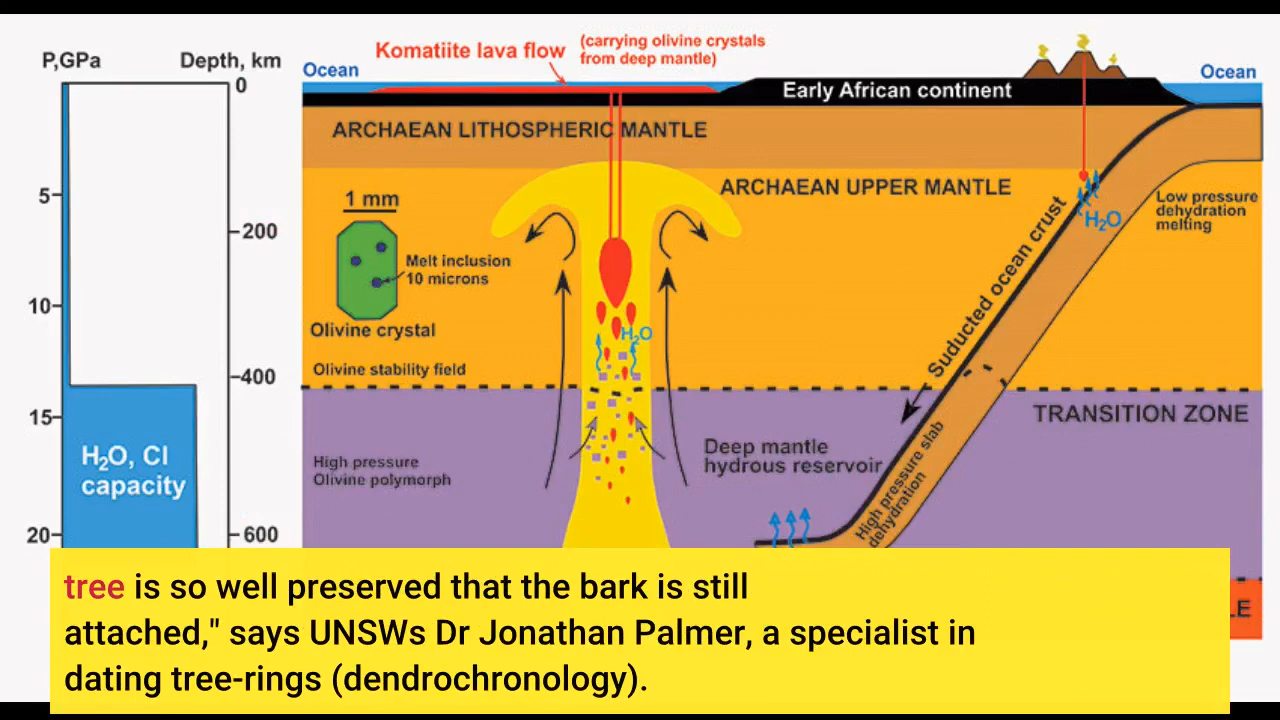 P,GPa
Depth, km
Komatiite lava flow
(carrying olivine crystals
from deep mantle)
Ocean
Early African continent
Ocean
0
ARCHAEAN LITHOSPHERIC MANTLE
5
200
1 mm
ARCHAEAN UPPER MANTLE
Low pressure
dehydration
melting
H2O
Melt inclusion
10 microns
10
Olivine crystal
H2O
Suducted ocean crust
Olivine stability field
400
15
TRANSITION ZONE
H2O, Cl
capacity
High pressure
Olivine polymorph
Deep mantle
hydrous reservoir
High pressure slab
dehydration
20
600
LE
tree is so well preserved that the bark is still
attached," says UNSWs Dr Jonathan Palmer, a specialist in
dating tree-rings (dendrochronology).